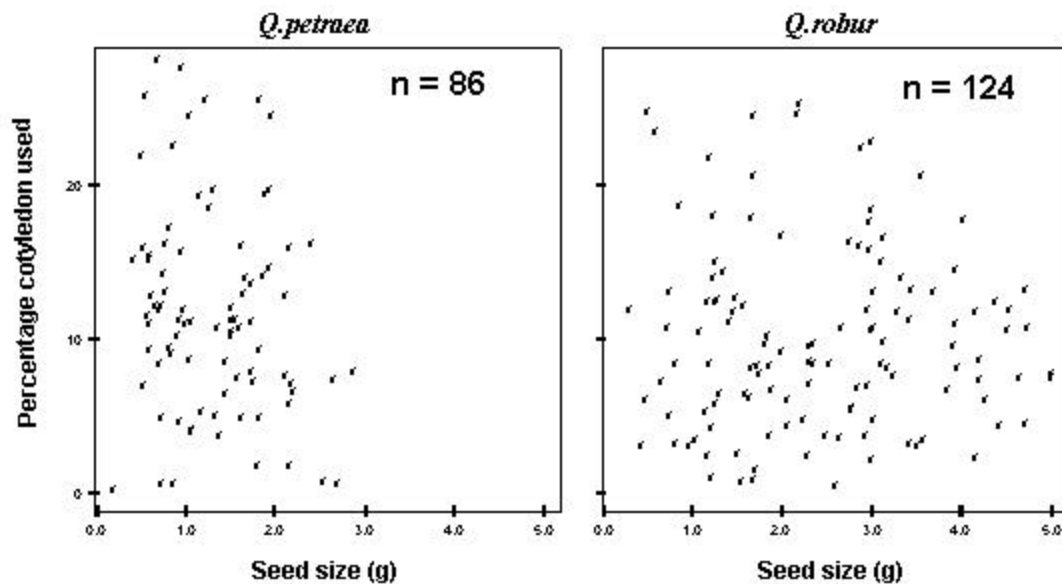 Q.petraea
Q.robur
n = 86
n = 124
Percentage cotyledon used
20
10
0
0.0 1.0 2.0 3.0 4.0 5.0
0.0 1.0 2.0 3.0 4.0 5.0
Seed size (g)
Seed size (g)